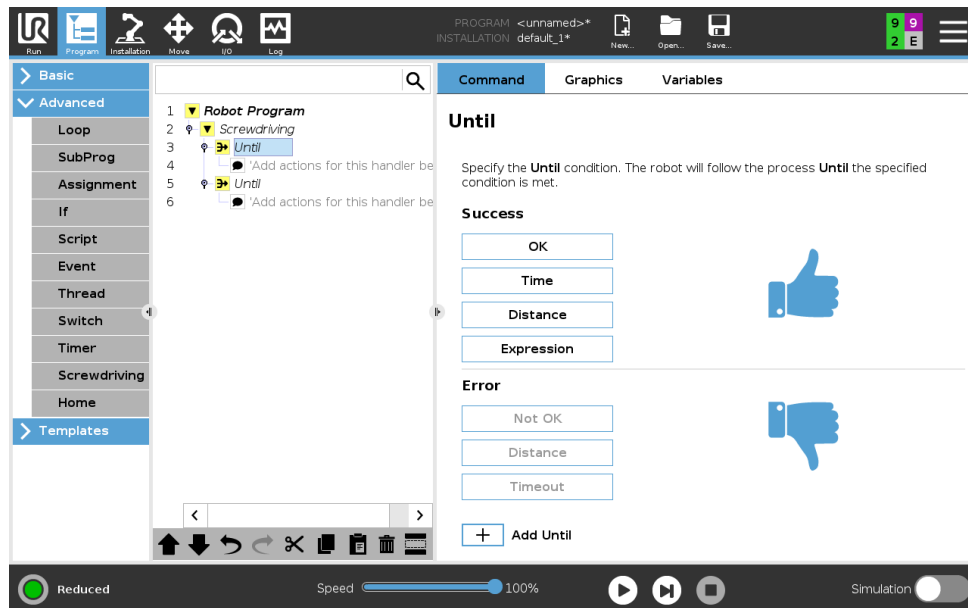 UR
Run
Program
Installation
Move
I/O
Log
PROGRAM <unnamed>*
INSTALLATION default_1*
New...
Open...
Save...
9 9
2 E
Basic
Advanced
Loop
SubProg
Assignment
If
Script
Event
Thread
Switch
Timer
Screwdriving
Home
Templates
1 Robot Program
2 Screwdriving
3 Until
4 'Add actions for this handler be
5 Until
6 'Add actions for this handler be
Command Graphics Variables
Until
Specify the Until condition. The robot will follow the process Until the specified
condition is met.
Success
OK
Time
Distance
Expression
Error
Not OK
Distance
Timeout
+ Add Until
Reduced
Speed 100%
Simulation